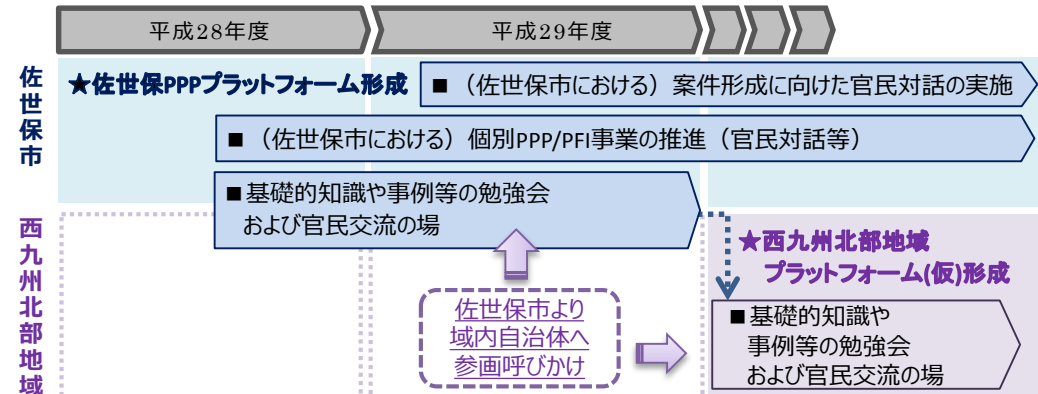 平成28年度
平成29年度
佐世保市
★佐世保PPPプラットフォーム形成
■（佐世保市における）案件形成に向けた官民対話の実施
■（佐世保市における）個別PPP/PFI事業の推進（官民対話等）
■基礎的知識や事例等の勉強会
および官民交流の場
西九州北部地域
★西九州北部地域
プラットフォーム(仮)形成
佐世保市より
域内自治体へ
参画呼びかけ
■基礎的知識や
事例等の勉強会
および官民交流の場